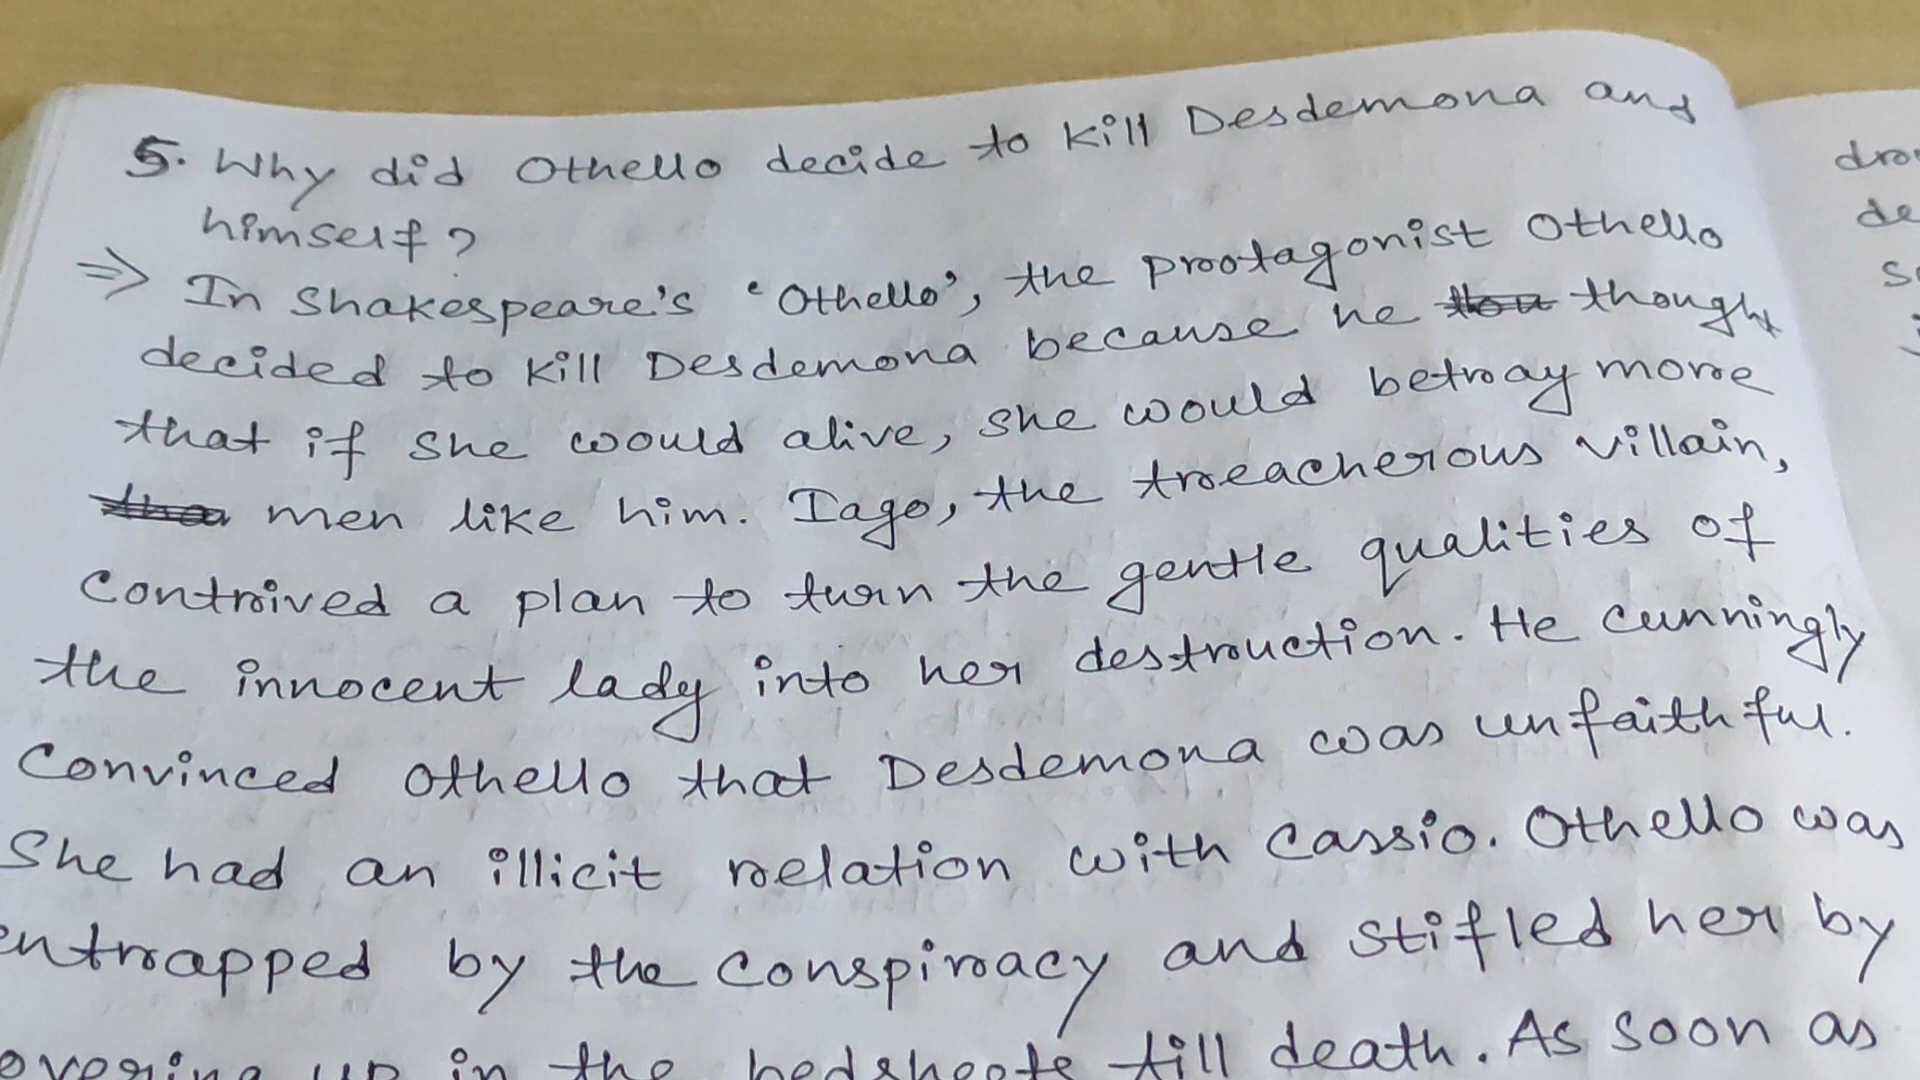 5. Why did Othello decide to kill Desdemona and
himself?
⇒ In Shakespeare's 'Othello', the protagonist Othello
decided to kill Desdemona because he thought
that if she would alive, she would betray more
men like him. Iago, the treacherous villain,
contrived a plan to turn the gentle qualities of
the innocent lady into her destruction. He cunningly
convinced Othello that Desdemona was unfaithful.
She had an illicit relation with Cassio. Othello was
entrapped by the conspiracy and stifled her by
up in the bedsheets till death. As soon as
dro
de